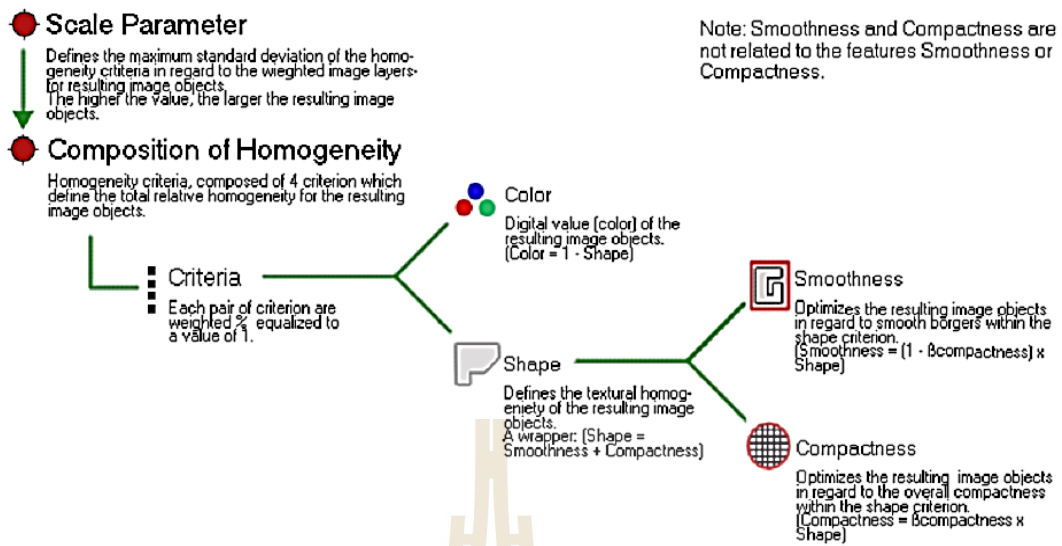 Scale Parameter
Defines the maximum standard deviation of the homo-
geneity criteria in regard to the weighted image layers-
for resulting image objects.
The higher the value, the larger the resulting image
objects.
Note: Smoothness and Compactness are
not related to the features Smoothness or
Compactness.
Composition of Homogeneity
Homogeneity criteria, composed of 4 criterion which
define the total relative homogeneity for the resulting
image objects.
Criteria
Each pair of criterion are
weighted % equalized to
a value of 1.
Color
Digital value (color) of the
resulting image objects.
(Color = 1 - Shape)
Shape
Defines the textural homog-
eniety of the resulting image
objects.
A wrapper: (Shape =
Smoothness + Compactness)
Smoothness
Optimizes the resulting image objects
in regard to smooth borgers within the
shape criterion.
(Smoothness = (1 - βcompactness) x
Shape)
Compactness
Optimizes the resulting image objects
in regard to the overall compactness
within the shape criterion.
(Compactness = βcompactness x
Shape)